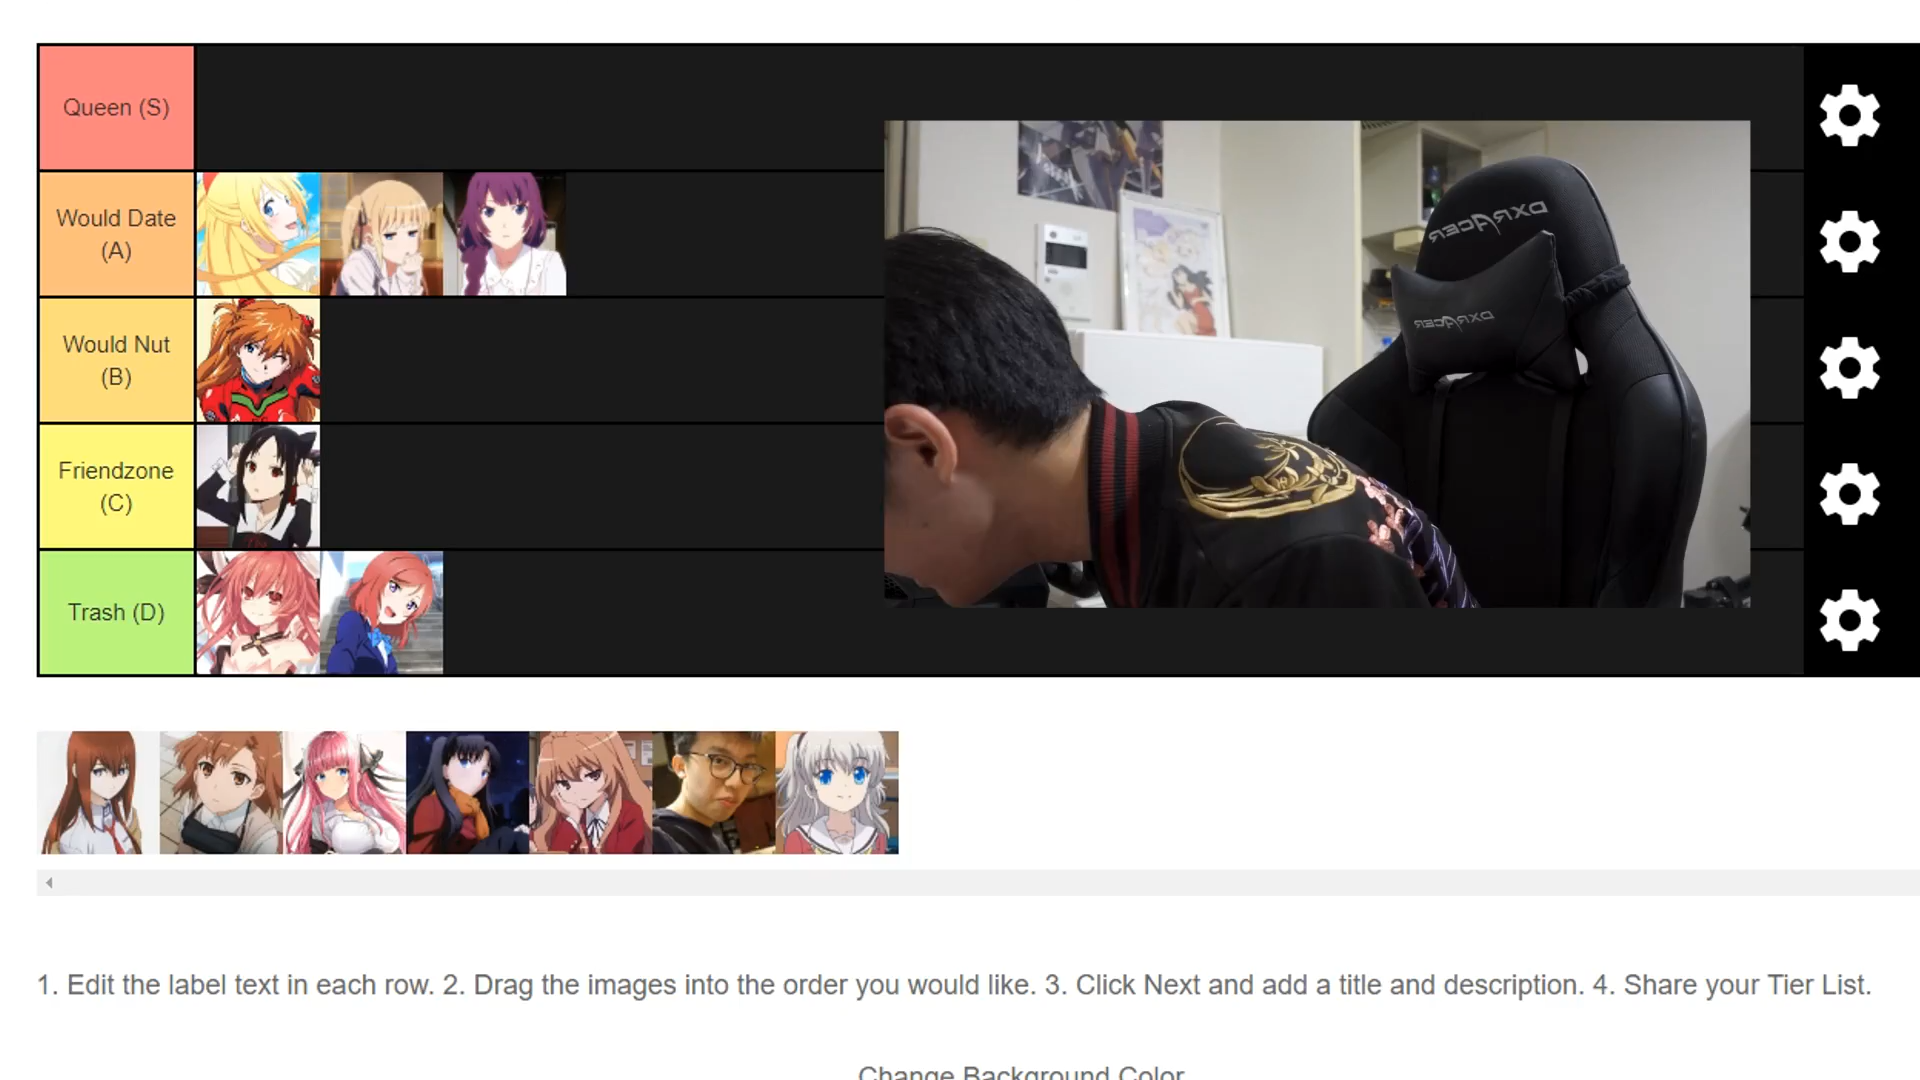 Queen (S)
Would Date
(A)
Would Nut
(B)
Friendzone
(C)
Trash (D)
DXRACER
DXRACER
1. Edit the label text in each row. 2. Drag the images into the order you would like. 3. Click Next and add a title and description. 4. Share your Tier List.
Change Background Color